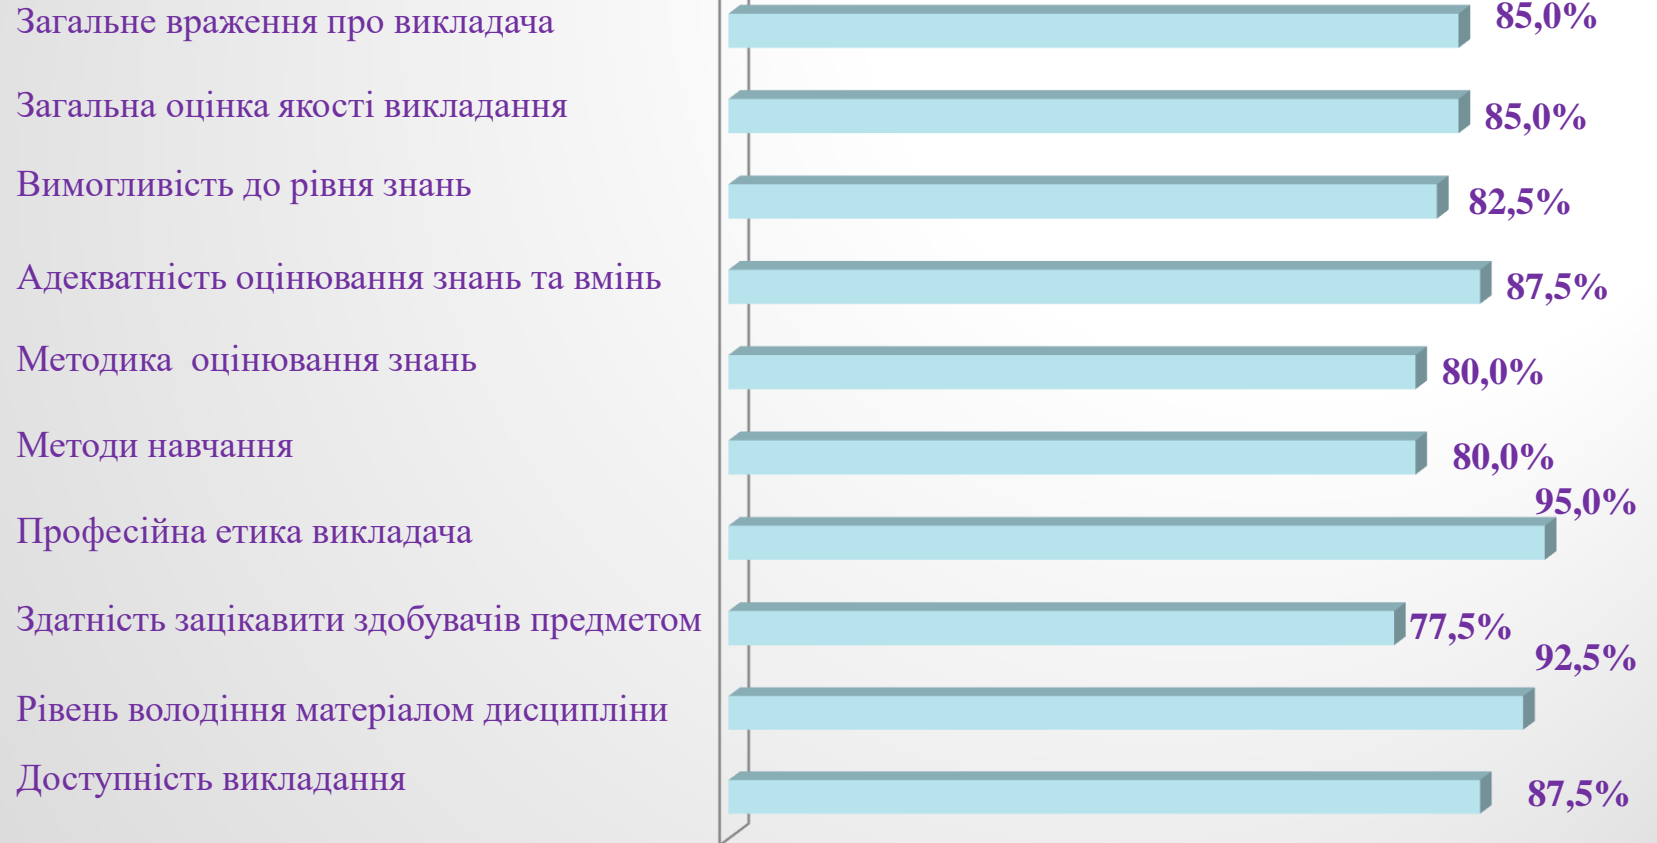 Загальне враження про викладача
85,0%
Загальна оцінка якості викладання
85,0%
Вимогливість до рівня знань
82,5%
Адекватність оцінювання знань та вмінь
87,5%
Методика  оцінювання знань
80,0%
Методи навчання
80,0%
Професійна етика викладача
95,0%
Здатність зацікавити здобувачів предметом
77,5%
Рівень володіння матеріалом дисципліни
92,5%
Доступність викладання
87,5%